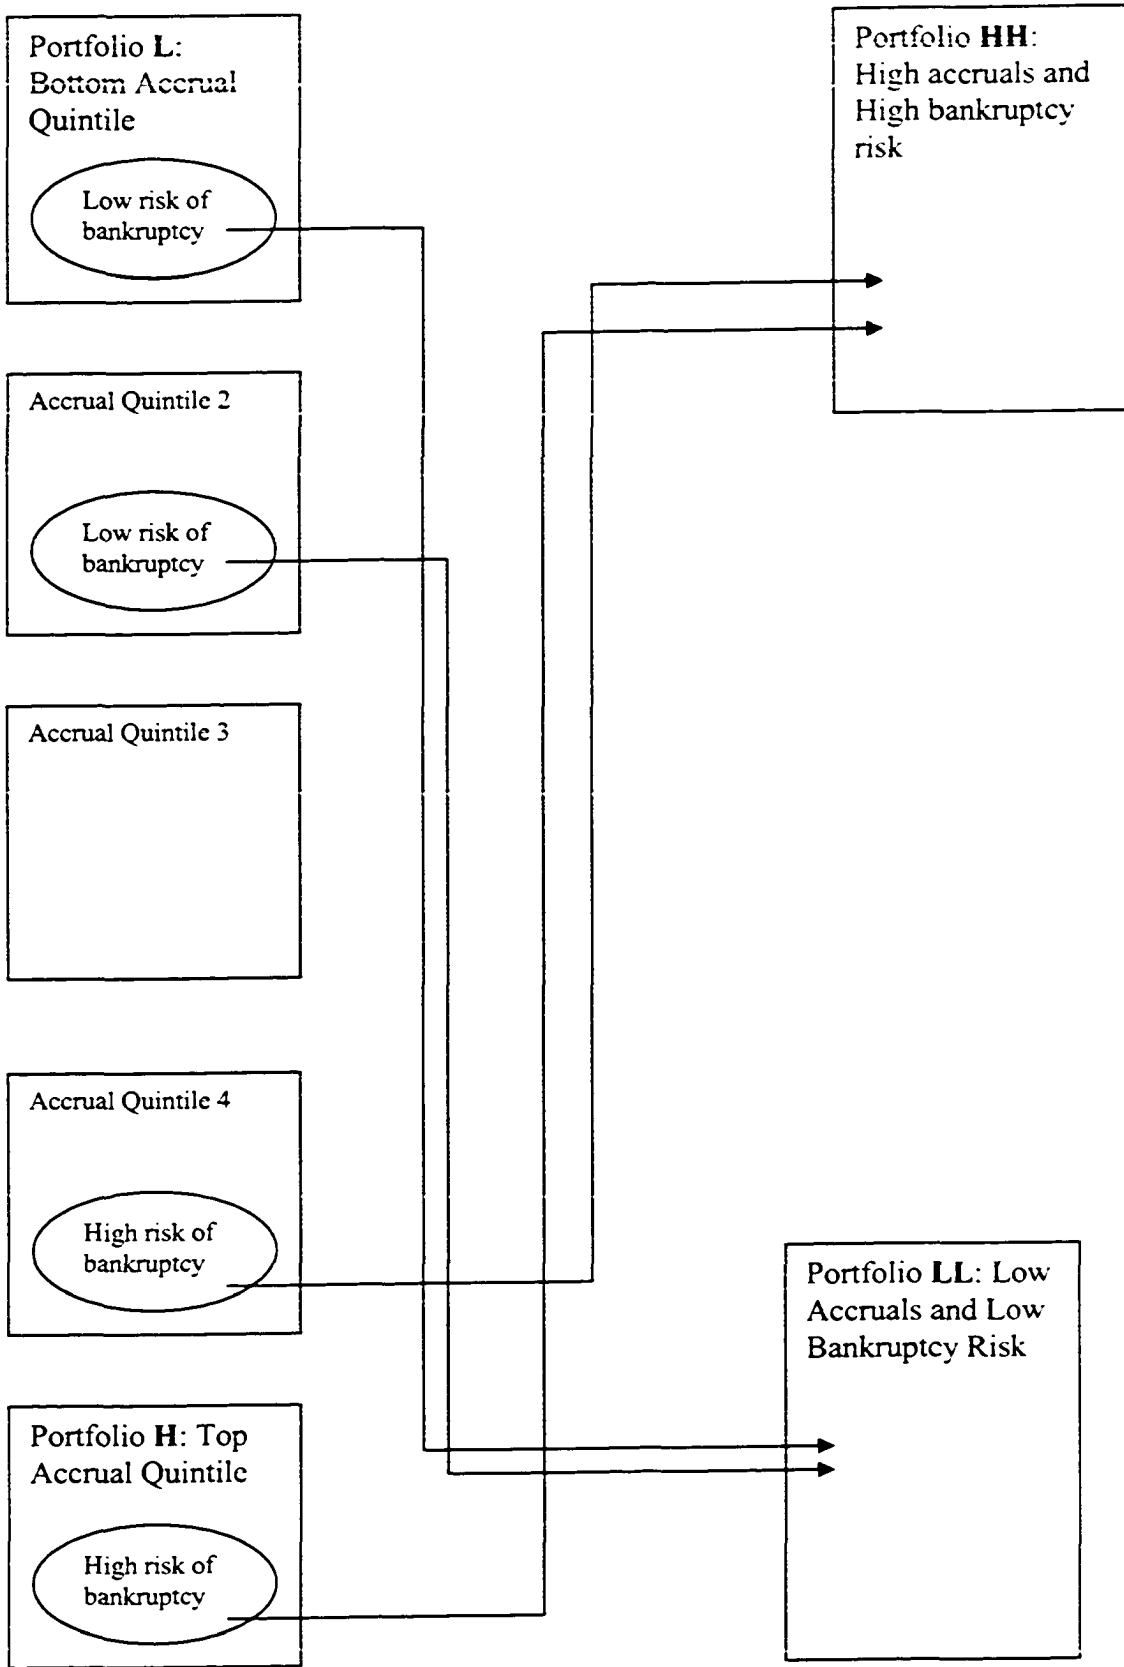 Portfolio L:
Bottom Accrual
Quintile
Low risk of
bankruptcy
Accrual Quintile 2
Low risk of
bankruptcy
Accrual Quintile 3
Accrual Quintile 4
High risk of
bankruptcy
Portfolio H: Top
Accrual Quintile
High risk of
bankruptcy
Portfolio HH:
High accruals and
High bankruptcy
risk
Portfolio LL: Low
Accruals and Low
Bankruptcy Risk